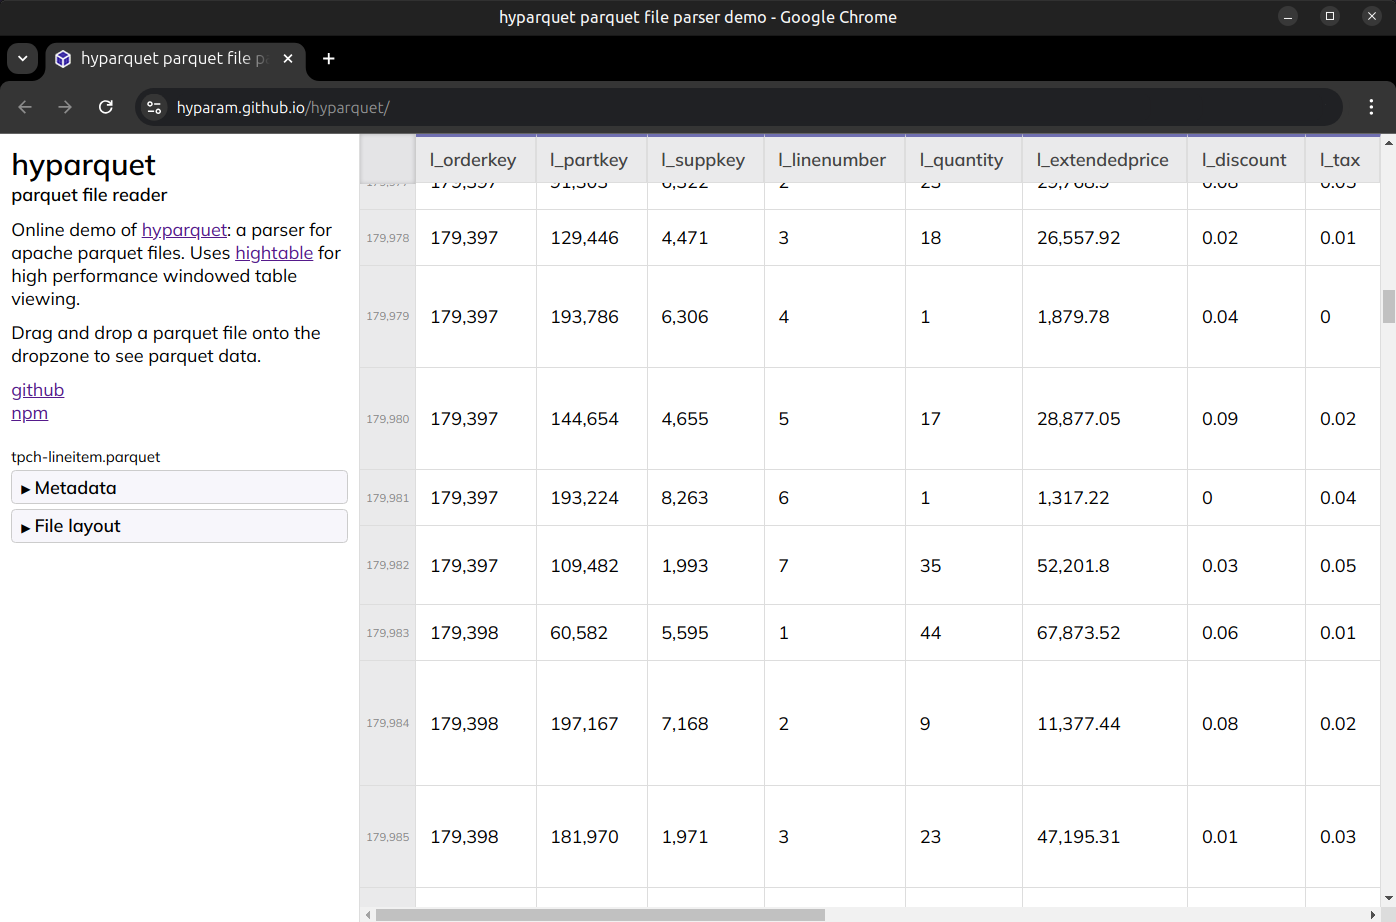 hyparquet parquet file parser demo - Google Chrome
hyparquet parquet file p
hyparam.github.io/hyparquet/
hyparquet
parquet file reader
Online demo of hyparquet: a parser for
apache parquet files. Uses hightable for
high performance windowed table
viewing.
Drag and drop a parquet file onto the
dropzone to see parquet data.
github
npm
tpch-lineitem.parquet
▸ Metadata
▸ File layout
l_orderkey l_partkey l_suppkey l_linenumber l_quantity l_extendedprice l_discount l_tax
179,978 179,397 129,446 4,471 3 18 26,557.92 0.02 0.01
179,979 179,397 193,786 6,306 4 1 1,879.78 0.04 0
179,980 179,397 144,654 4,655 5 17 28,877.05 0.09 0.02
179,981 179,397 193,224 8,263 6 1 1,317.22 0 0.04
179,982 179,397 109,482 1,993 7 35 52,201.8 0.03 0.05
179,983 179,398 60,582 5,595 1 44 67,873.52 0.06 0.01
179,984 179,398 197,167 7,168 2 9 11,377.44 0.08 0.02
179,985 179,398 181,970 1,971 3 23 47,195.31 0.01 0.03